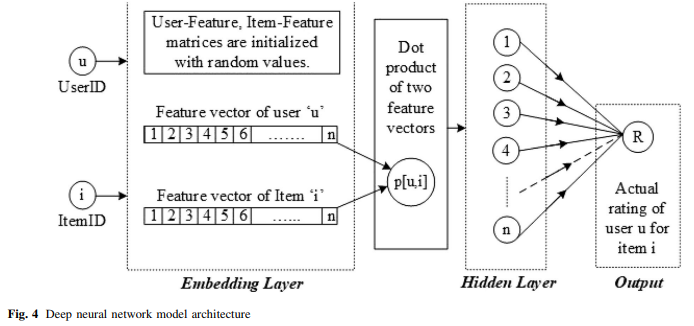 User-Feature, Item-Feature
matrices are initialized
with random values.
u
UserID
Feature vector of user ‘u’
1 2 3 4 5 6 ....... n
i
ItemID
Feature vector of Item ‘i’
1 2 3 4 5 6 ...... n
Embedding Layer
Dot
product
of two
feature
vectors
p[u,i]
1
2
3
4
n
Hidden Layer
R
Actual
rating of
user u for
item i
Output
Fig. 4 Deep neural network model architecture